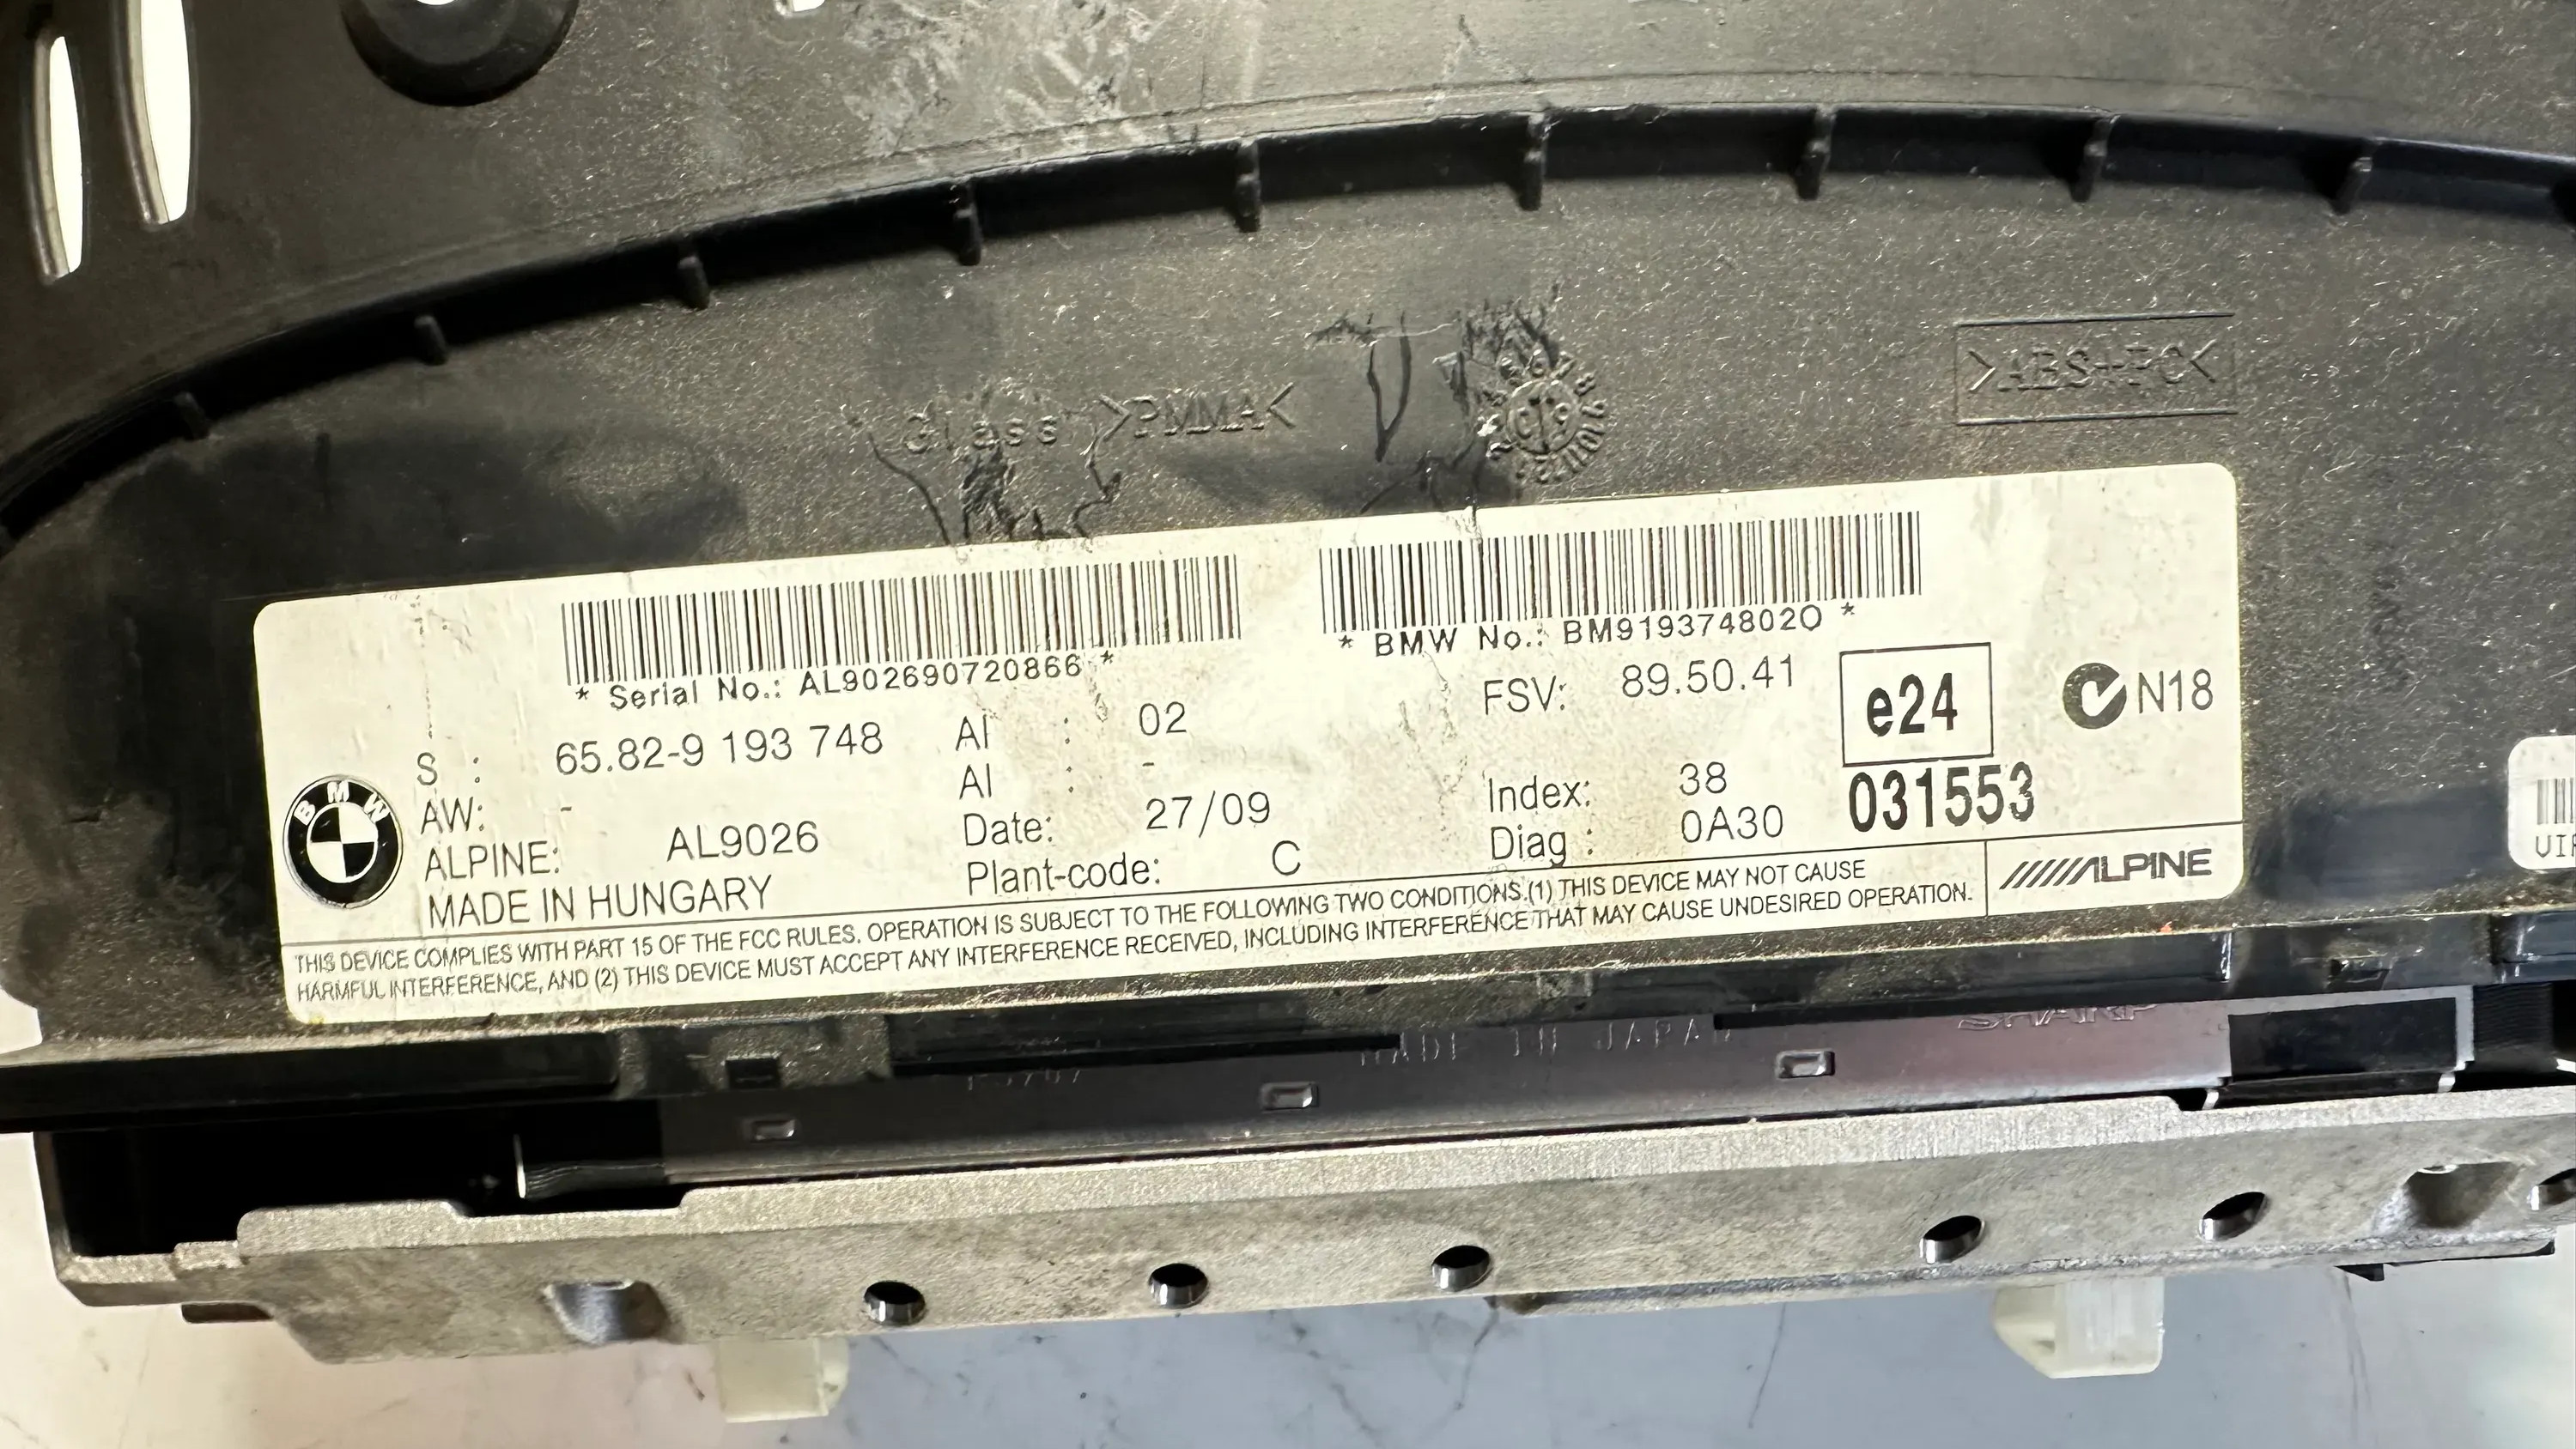 Glass >PMMA<
>ABS+PC<
* Serial No.: AL902690720866 *
* BMW No.: BM919374802O *
S : 65.82-9 193 748
AI : 02
FSV: 89.50.41
e24
N18
AW: -
AI : -
Index: 38
031553
BMW
ALPINE: AL9026
Date: 27/09
Diag : 0A30
MADE IN HUNGARY
Plant-code: C
ALPINE
THIS DEVICE COMPLIES WITH PART 15 OF THE FCC RULES. OPERATION IS SUBJECT TO THE FOLLOWING TWO CONDITIONS.(1) THIS DEVICE MAY NOT CAUSE
HARMFUL INTERFERENCE, AND (2) THIS DEVICE MUST ACCEPT ANY INTERFERENCE RECEIVED, INCLUDING INTERFERENCE THAT MAY CAUSE UNDESIRED OPERATION.
MADE IN JAPAN
SHARP